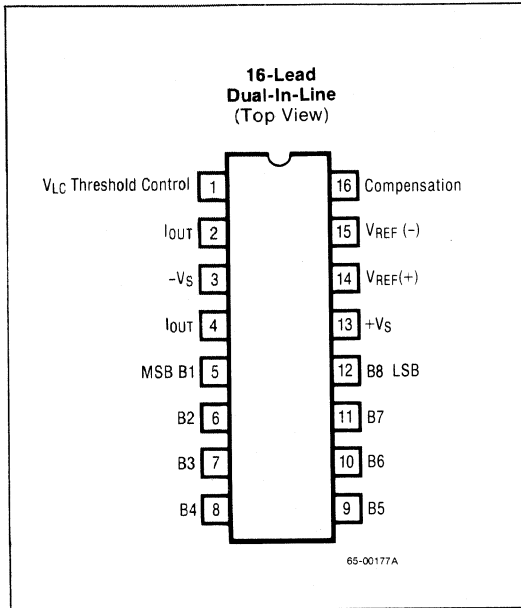 16-Lead
Dual-In-Line
(Top View)
VLC Threshold Control 1
16 Compensation
IOUT 2
15 VREF (-)
-VS 3
14 VREF(+)
IOUT 4
13 +VS
MSB B1 5
12 B8 LSB
B2 6
11 B7
B3 7
10 B6
B4 8
9 B5
65-00177A